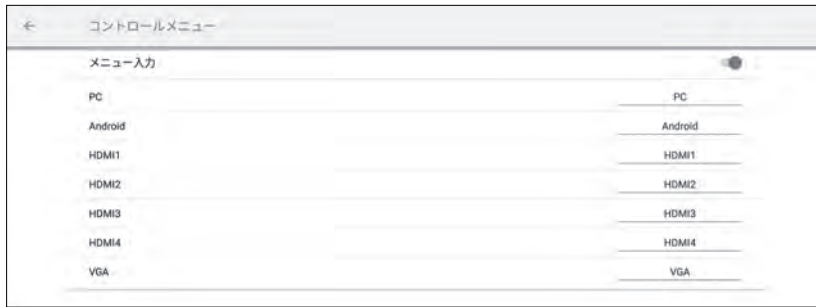 コントロールメニュー
メニュー入力
PC PC
Android Android
HDMI1 HDMI1
HDMI2 HDMI2
HDMI3 HDMI3
HDMI4 HDMI4
VGA VGA